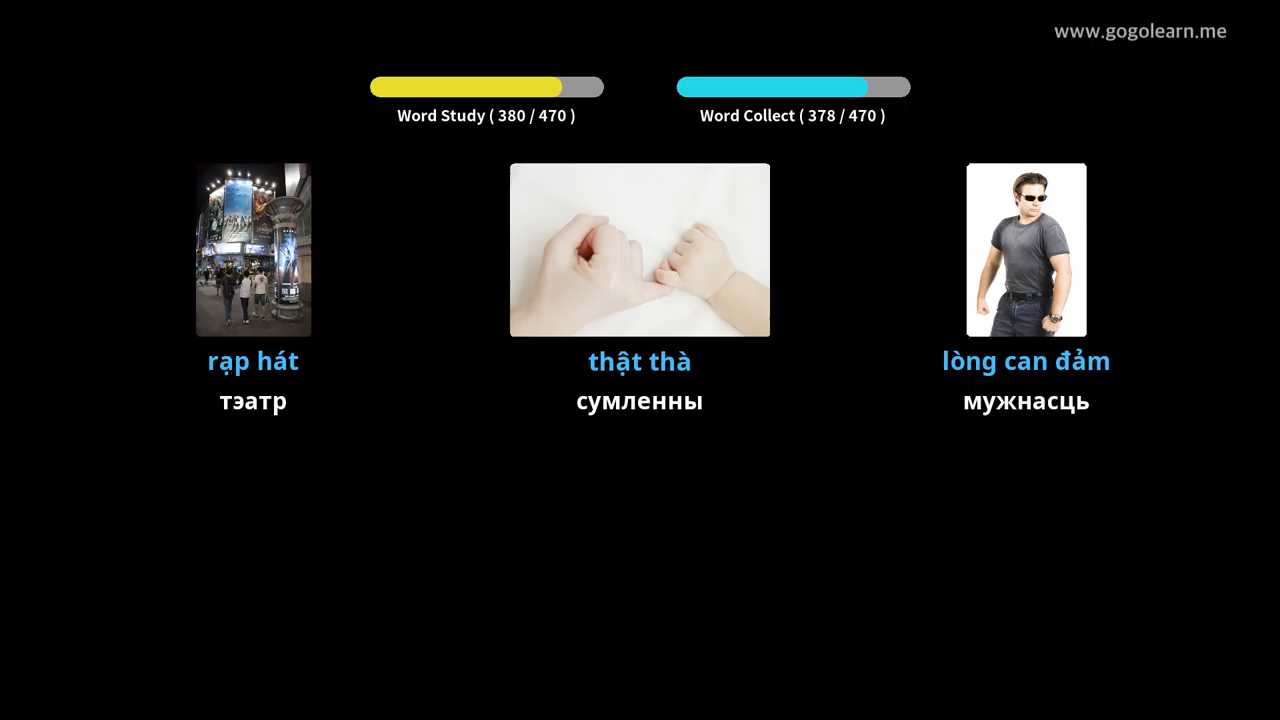 www.gogolearn.me
Word Study ( 380 / 470 )
Word Collect ( 378 / 470 )
rạp hát
тэатр
thật thà
сумленны
lòng can đảm
мужнасць